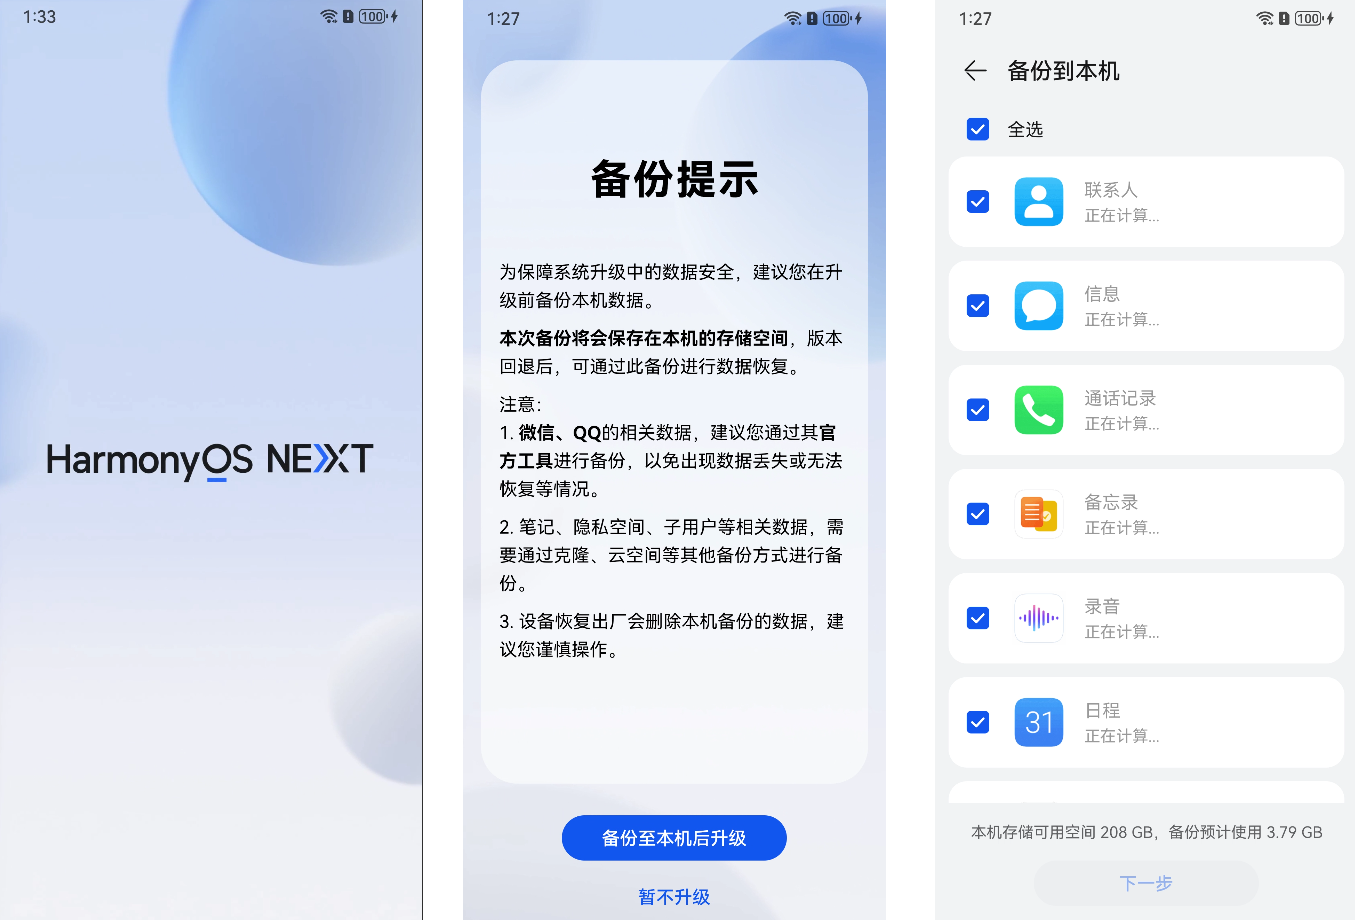 1:33
100
HarmonyOS NEXT
1:27
100
备份提示
为保障系统升级中的数据安全，建议您在升
级前备份本机数据。
本次备份将会保存在本机的存储空间，版本
回退后，可通过此备份进行数据恢复。
注意：
1. 微信、QQ的相关数据，建议您通过其官
方工具进行备份，以免出现数据丢失或无法
恢复等情况。
2. 笔记、隐私空间、子用户等相关数据，需
要通过克隆、云空间等其他备份方式进行备
份。
3. 设备恢复出厂会删除本机备份的数据，建
议您谨慎操作。
备份至本机后升级
暂不升级
1:27
100
备份到本机
全选
联系人
正在计算...
信息
正在计算...
通话记录
正在计算...
备忘录
正在计算...
录音
正在计算...
31
日程
正在计算...
本机存储可用空间 208 GB，备份预计使用 3.79 GB
下一步